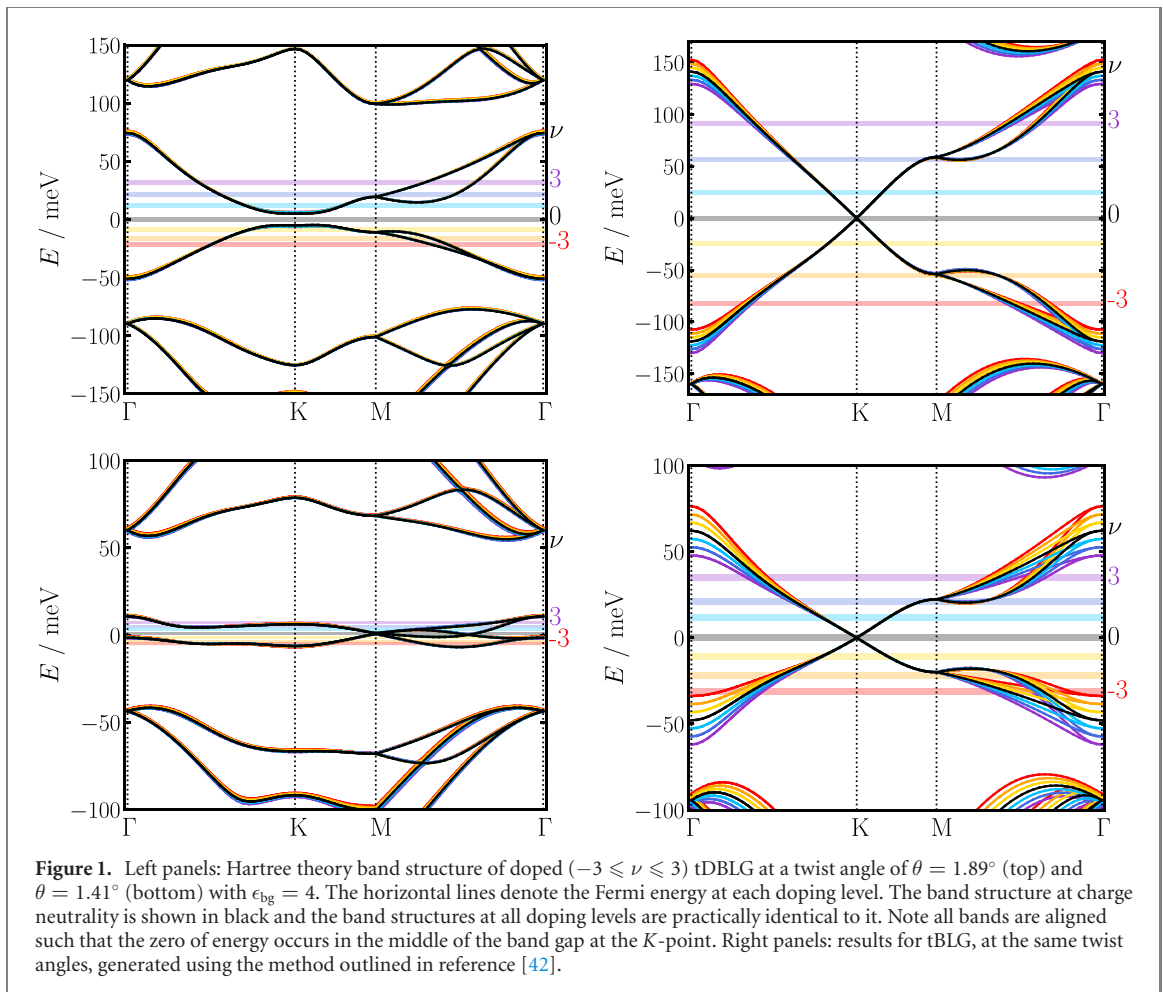 150
100
50
0
−50
−100
−150
E / meV
Γ
K
M
Γ
ν
3
0
-3
150
100
50
0
−50
−100
−150
E / meV
Γ
K
M
Γ
ν
3
0
-3
100
50
0
−50
−100
E / meV
Γ
K
M
Γ
ν
3
-3
100
50
0
−50
−100
E / meV
Γ
K
M
Γ
ν
3
0
-3
Figure 1. Left panels: Hartree theory band structure of doped (−3 ⩽ ν ⩽ 3) tDBLG at a twist angle of θ = 1.89° (top) and
θ = 1.41° (bottom) with ϵbg = 4. The horizontal lines denote the Fermi energy at each doping level. The band structure at charge
neutrality is shown in black and the band structures at all doping levels are practically identical to it. Note all bands are aligned
such that the zero of energy occurs in the middle of the band gap at the K-point. Right panels: results for tBLG, at the same twist
angles, generated using the method outlined in reference [42].